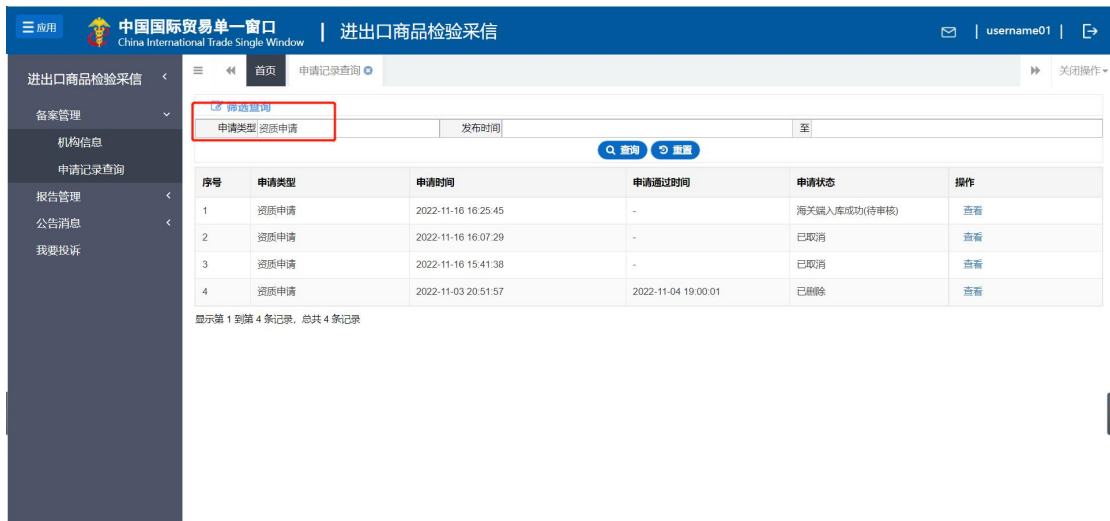 应用
中国国际贸易单一窗口
China International Trade Single Window
进出口商品检验采信
username01
进出口商品检验采信
首页
申请记录查询
关闭操作
备案管理
机构信息
申请记录查询
报告管理
公告消息
我要投诉
筛选查询
申请类型 资质申请 发布时间 至
查询 重置
序号 申请类型 申请时间 申请通过时间 申请状态 操作
1 资质申请 2022-11-16 16:25:45 - 海关端入库成功(待审核) 查看
2 资质申请 2022-11-16 16:07:29 - 已取消 查看
3 资质申请 2022-11-16 15:41:38 - 已取消 查看
4 资质申请 2022-11-03 20:51:57 2022-11-04 19:00:01 已删除 查看
显示第 1 到第 4 条记录，总共 4 条记录